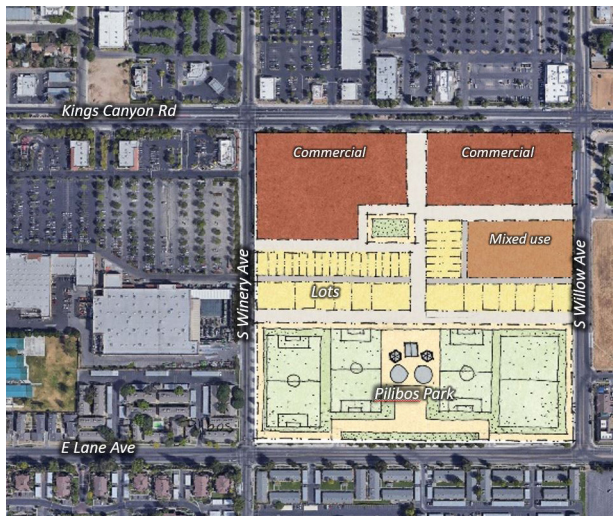 Kings Canyon Rd
Commercial
Commercial
Mixed use
S Winery Ave
Lots
S Willow Ave
Pilibos Park
E Lane Ave